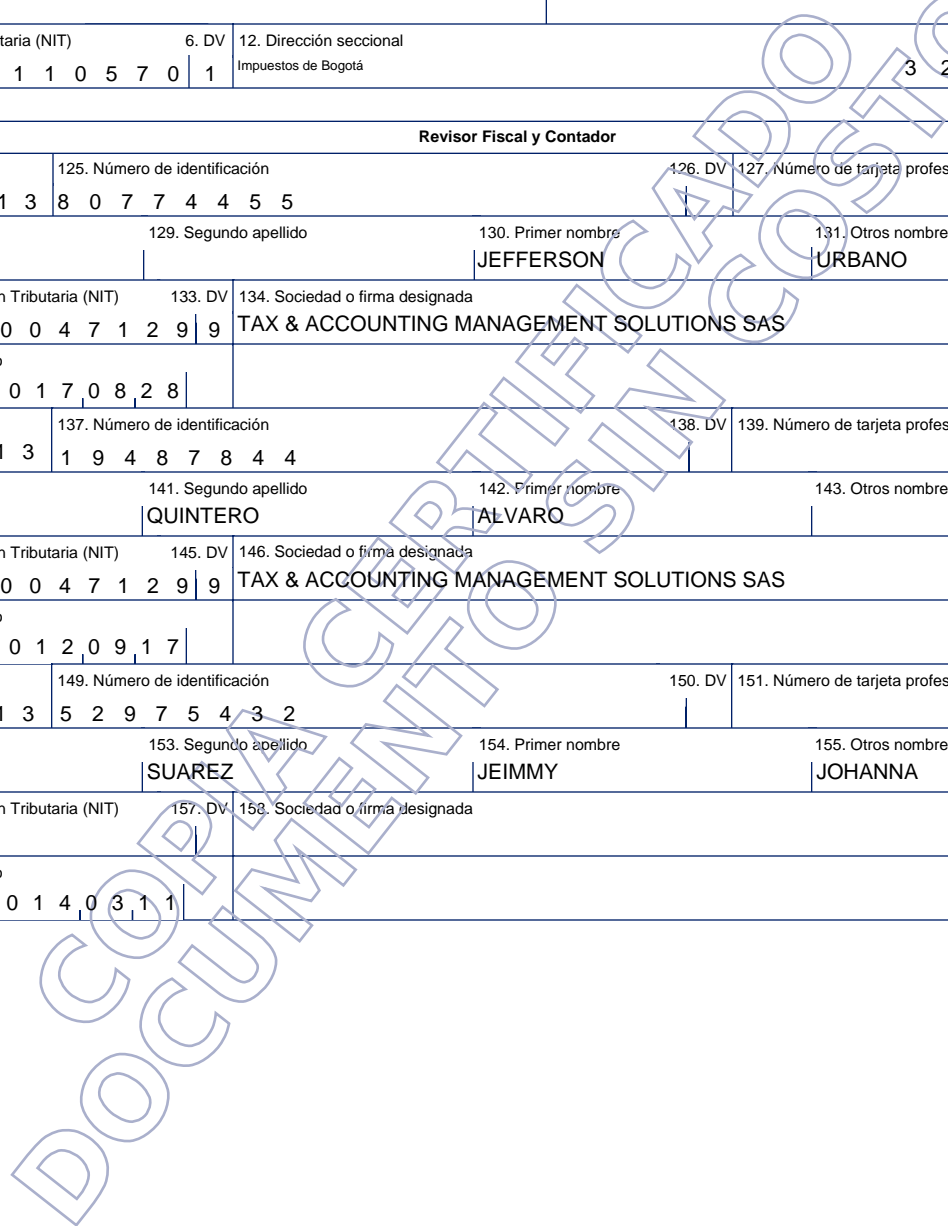 taria (NIT) 6. DV 12. Dirección seccional
1 1 0 5 7 0 1 Impuestos de Bogotá 3 2
Revisor Fiscal y Contador
125. Número de identificación 126. DV 127. Número de tarjeta profes
1 3 8 0 7 7 4 4 5 5
129. Segundo apellido 130. Primer nombre 131. Otros nombre
JEFFERSON URBANO
n Tributaria (NIT) 133. DV 134. Sociedad o firma designada
0 0 4 7 1 2 9 9 TAX & ACCOUNTING MANAGEMENT SOLUTIONS SAS
o
0 1 7 0 8 2 8
137. Número de identificación 138. DV 139. Número de tarjeta profes
1 3 1 9 4 8 7 8 4 4
141. Segundo apellido 142. Primer nombre 143. Otros nombre
QUINTERO ALVARO
n Tributaria (NIT) 145. DV 146. Sociedad o firma designada
0 0 4 7 1 2 9 9 TAX & ACCOUNTING MANAGEMENT SOLUTIONS SAS
o
0 1 2 0 9 1 7
149. Número de identificación 150. DV 151. Número de tarjeta profes
1 3 5 2 9 7 5 4 3 2
153. Segundo apellido 154. Primer nombre 155. Otros nombre
SUAREZ JEIMMY JOHANNA
n Tributaria (NIT) 157. DV 158. Sociedad o firma designada
o
0 1 4 0 3 1 1
COPIA CERTIFICADO
DOCUMENTO SIN COSTO